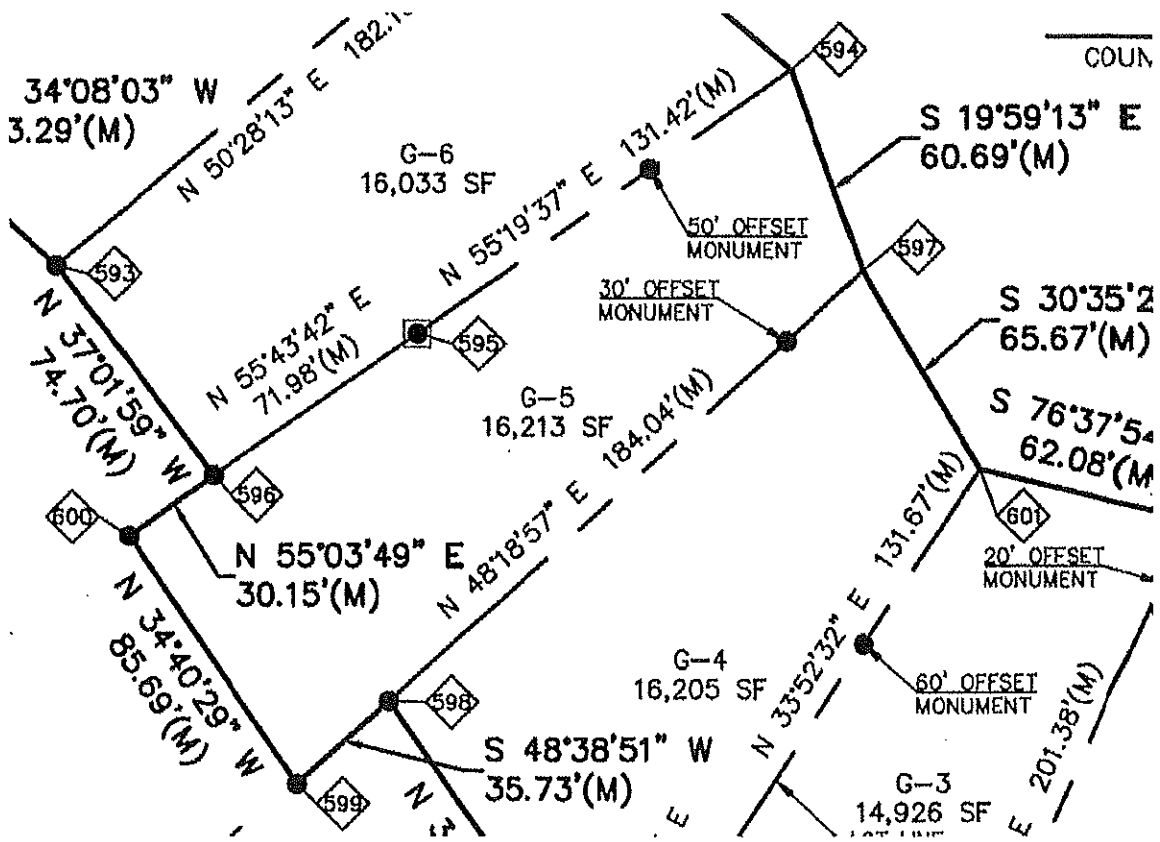 34°08'03" W
3.29'(M)
N 50°28'13" E
G-6
16,033 SF
131.42'(M)
N 55°19'37" E
594
COUN
S 19°59'13" E
60.69'(M)
50' OFFSET
MONUMENT
597
593
30' OFFSET
MONUMENT
S 30°35'2
65.67'(M)
N 37°01'59" W
74.70'(M)
N 55°43'42" E
71.98'(M)
595
G-5
16,213 SF
184.04'(M)
N 48°18'57" E
S 76°37'54
62.08'(M
596
600
N 55°03'49" E
30.15'(M)
131.67'(M)
N 33°52'32" E
601
20' OFFSET
MONUMENT
N 34°40'29" W
85.69'(M)
G-4
16,205 SF
60' OFFSET
MONUMENT
598
S 48°38'51" W
35.73'(M)
599
201.38'(M)
E
G-3
14,926 SF
E